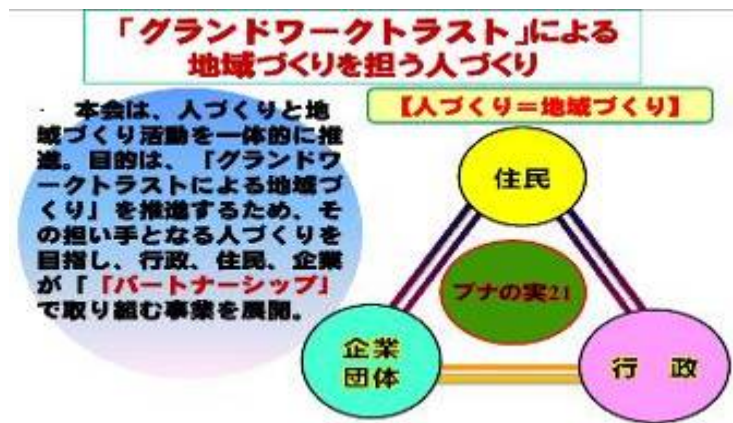 「グランドワークトラスト」による
地域づくりを担う人づくり
・ 本会は、人づくりと地
域づくり活動を一体的に推
進。目的は、「グランドワ
ークトラストによる地域づ
くり」を推進するため、そ
の担い手となる人づくりを
目指し、行政、住民、企業
が「「パートナーシップ」
で取り組む事業を展開。
【人づくり＝地域づくり】
住民
ブナの実21
企業
団体
行 政